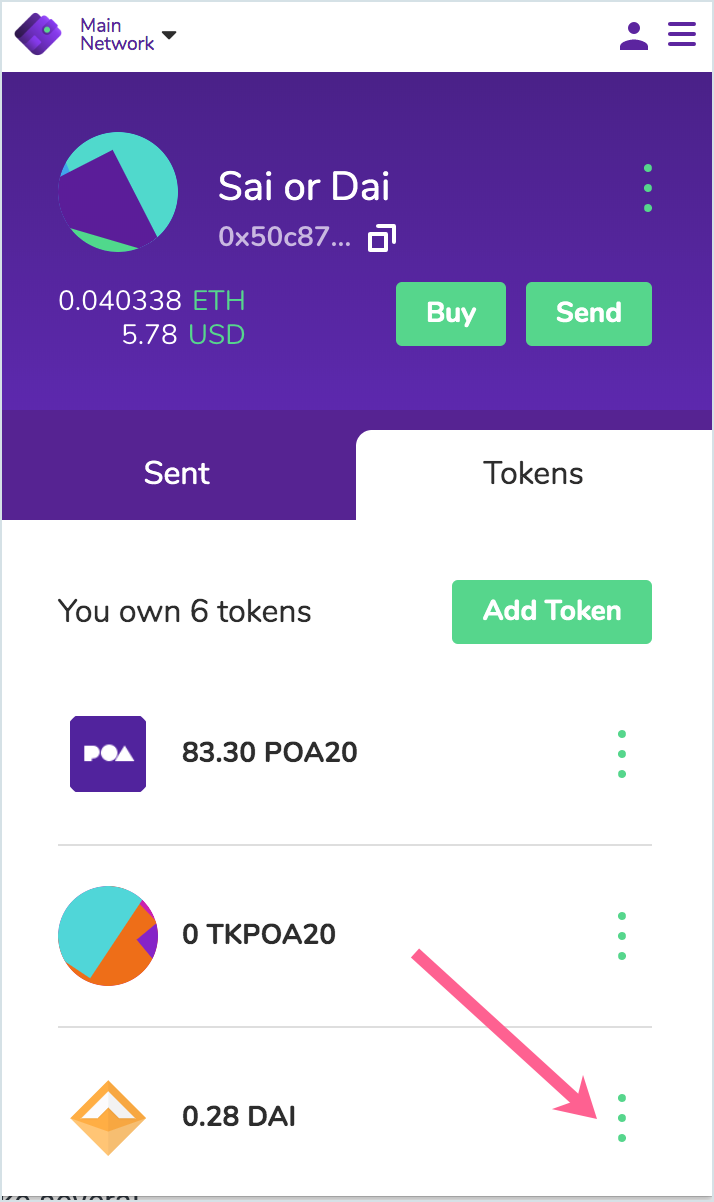 Main
Network
Sai or Dai
0x50c87...
0.040338 ETH
5.78 USD
Buy
Send
Sent
Tokens
You own 6 tokens
Add Token
POA
83.30 POA20
0 TKPOA20
0.28 DAI